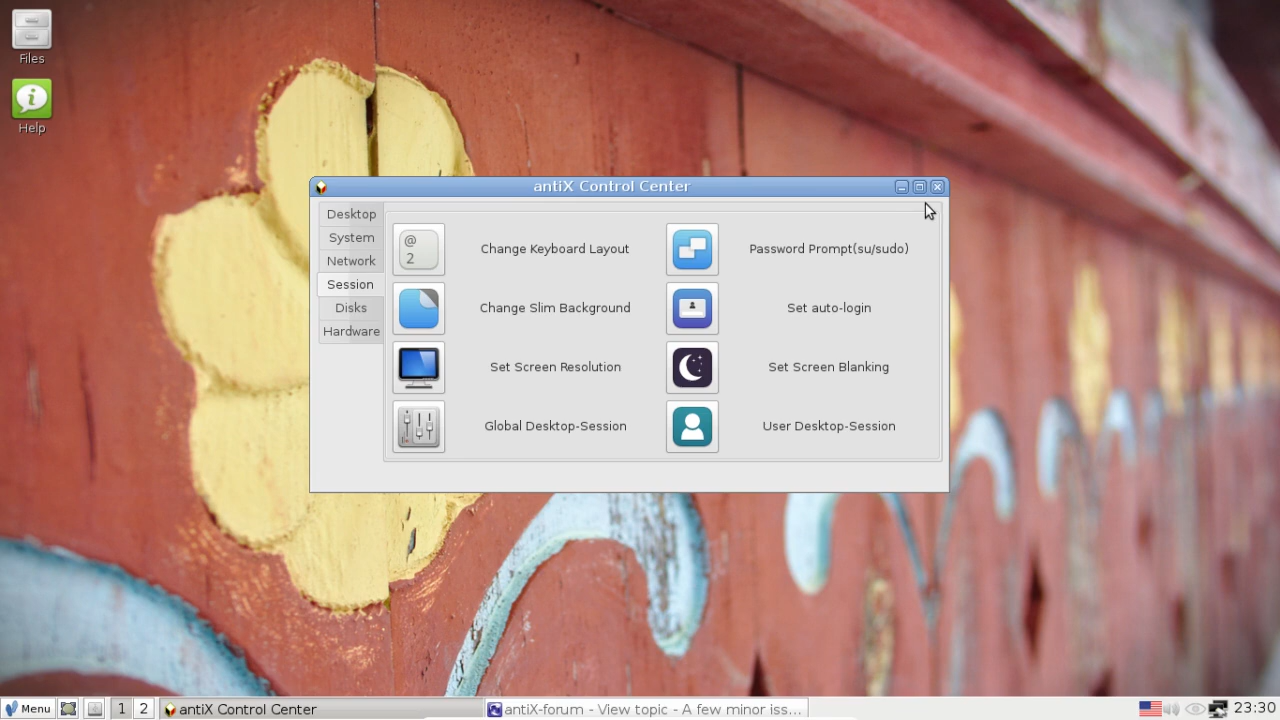 Files
Help
antiX Control Center
Desktop
System
Network
Session
Disks
Hardware
@
2
Change Keyboard Layout
Password Prompt(su/sudo)
Change Slim Background
Set auto-login
Set Screen Resolution
Set Screen Blanking
Global Desktop-Session
User Desktop-Session
Menu
1
2
antiX Control Center
antiX-forum - View topic - A few minor iss...
23:30